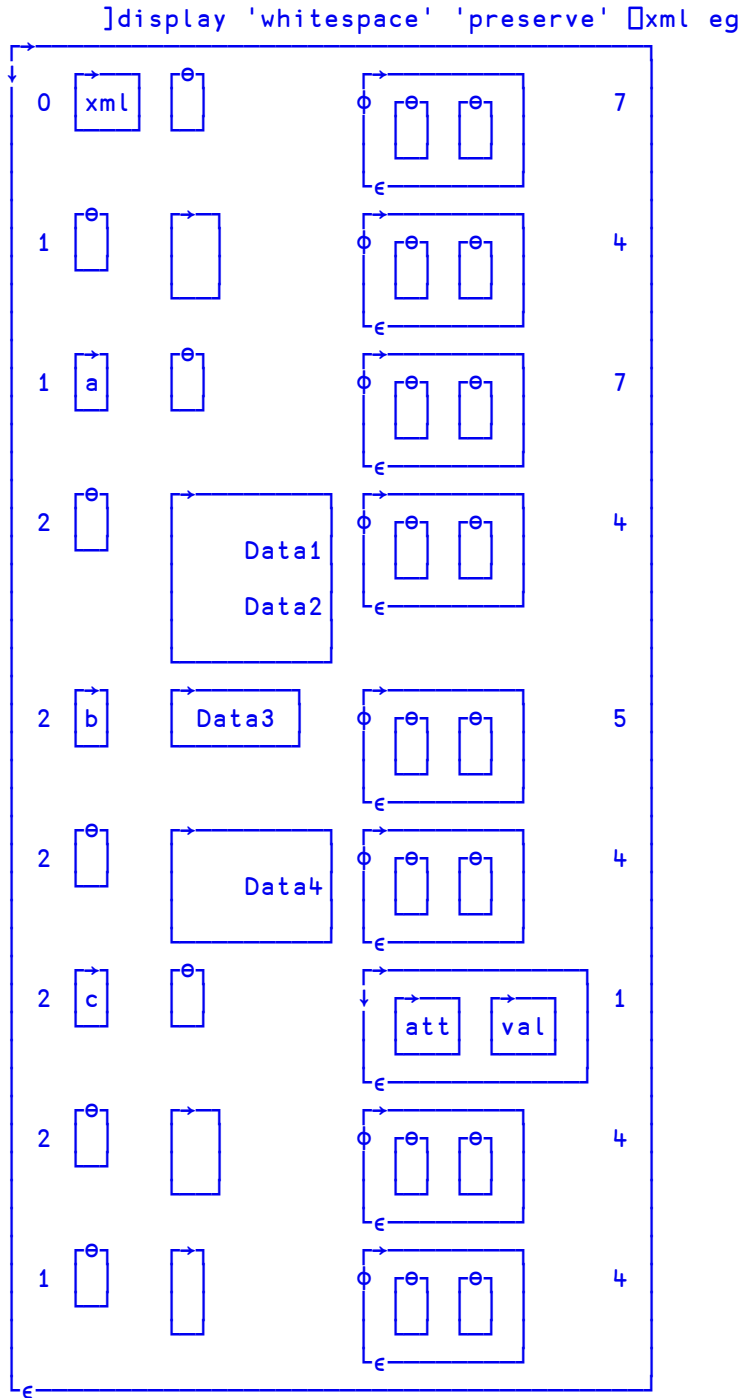 ]display 'whitespace' 'preserve' ⎕xml eg
0 xml 7
1 4
1 a 7
2 4
Data1
Data2
2 b Data3 5
2 4
Data4
2 c att val 1
2 4
1 4